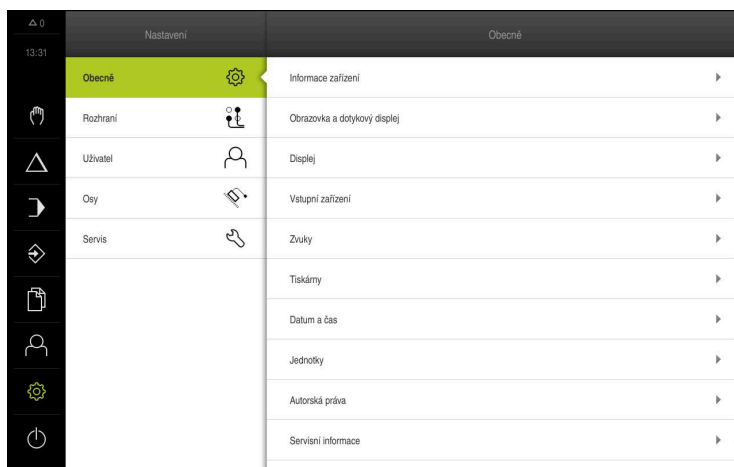 0
13:31
Nastavení
Obecné
Obecné
Rozhraní
Uživatel
Osy
Servis
Informace zařízení
Obrazovka a dotykový displej
Displej
Vstupní zařízení
Zvuky
Tiskárny
Datum a čas
Jednotky
Autorská práva
Servisní informace